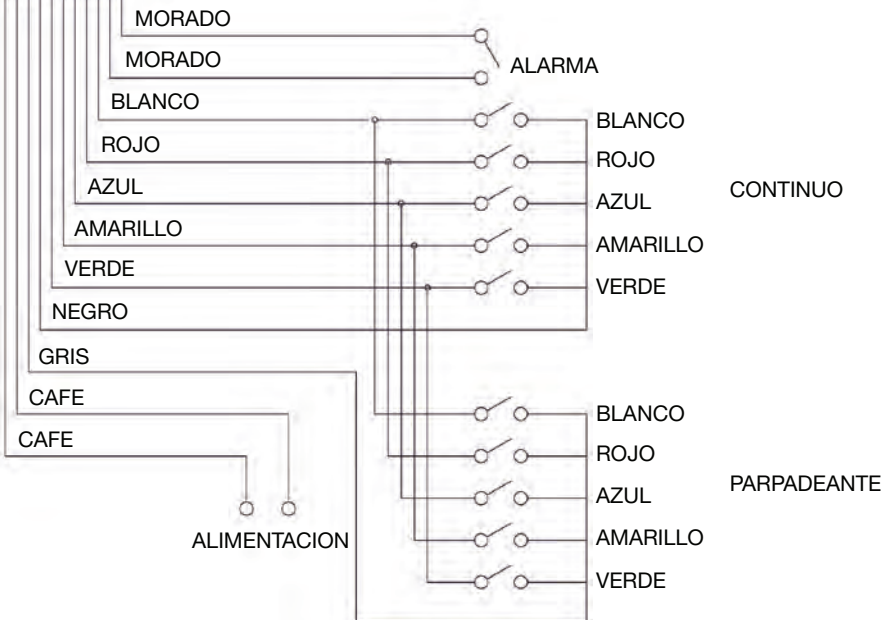 MORADO
MORADO
ALARMA
BLANCO
BLANCO
ROJO
ROJO
AZUL
AZUL
CONTINUO
AMARILLO
AMARILLO
VERDE
VERDE
NEGRO
GRIS
CAFE
CAFE
ALIMENTACION
BLANCO
ROJO
AZUL
PARPADEANTE
AMARILLO
VERDE